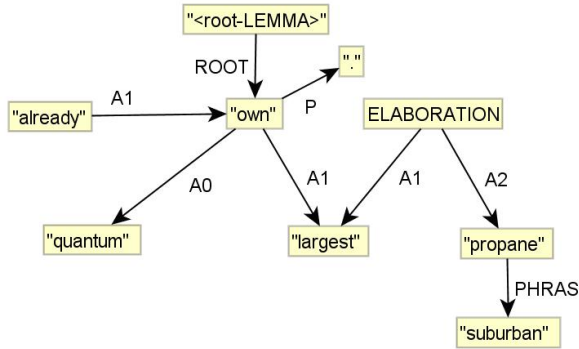 "<root-LEMMA>"
ROOT
"."
"already"
A1
"own"
P
ELABORATION
A0
A1
A1
A2
"quantum"
"largest"
"propane"
PHRAS
"suburban"